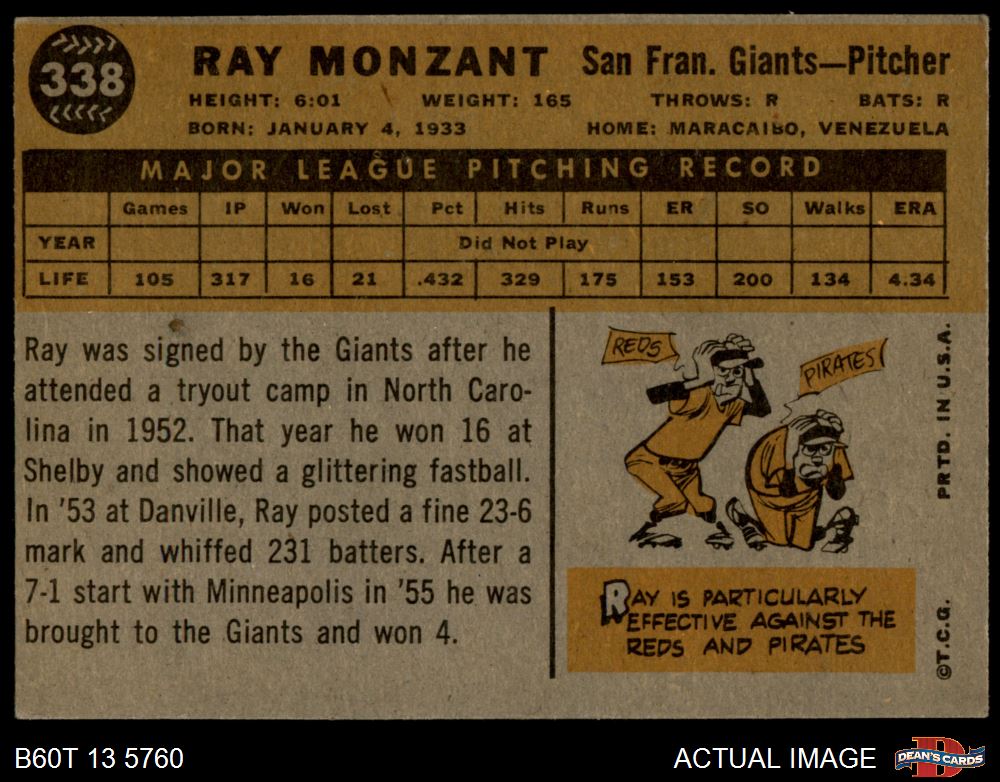 338
RAY MONZANT San Fran. Giants—Pitcher
HEIGHT: 6:01 WEIGHT: 165 THROWS: R BATS: R
BORN: JANUARY 4, 1933 HOME: MARACAIBO, VENEZUELA
MAJOR LEAGUE PITCHING RECORD
Games IP Won Lost Pct Hits Runs ER SO Walks ERA
YEAR Did Not Play
LIFE 105 317 16 21 .432 329 175 153 200 134 4.34
Ray was signed by the Giants after he
attended a tryout camp in North Caro-
lina in 1952. That year he won 16 at
Shelby and showed a glittering fastball.
In '53 at Danville, Ray posted a fine 23-6
mark and whiffed 231 batters. After a
7-1 start with Minneapolis in '55 he was
brought to the Giants and won 4.
REDS
PIRATES
RAY IS PARTICULARLY
EFFECTIVE AGAINST THE
REDS AND PIRATES
PRTD. IN U.S.A.
©T.C.G.
B60T 13 5760
ACTUAL IMAGE
D
DEAN'S CARDS